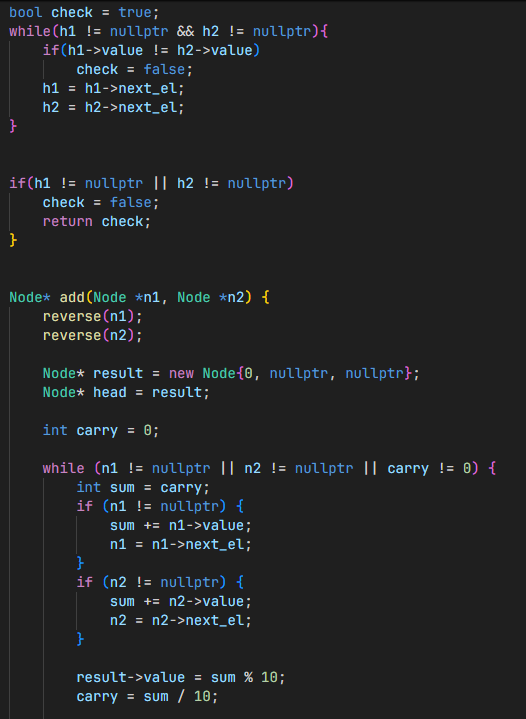 bool check = true;
while(h1 != nullptr && h2 != nullptr){
    if(h1->value != h2->value)
        check = false;
    h1 = h1->next_el;
    h2 = h2->next_el;
}
if(h1 != nullptr || h2 != nullptr)
    check = false;
    return check;
}
Node* add(Node *n1, Node *n2) {
    reverse(n1);
    reverse(n2);
    Node* result = new Node{0, nullptr, nullptr};
    Node* head = result;
    int carry = 0;
    while (n1 != nullptr || n2 != nullptr || carry != 0) {
        int sum = carry;
        if (n1 != nullptr) {
            sum += n1->value;
            n1 = n1->next_el;
        }
        if (n2 != nullptr) {
            sum += n2->value;
            n2 = n2->next_el;
        }
        result->value = sum % 10;
        carry = sum / 10;